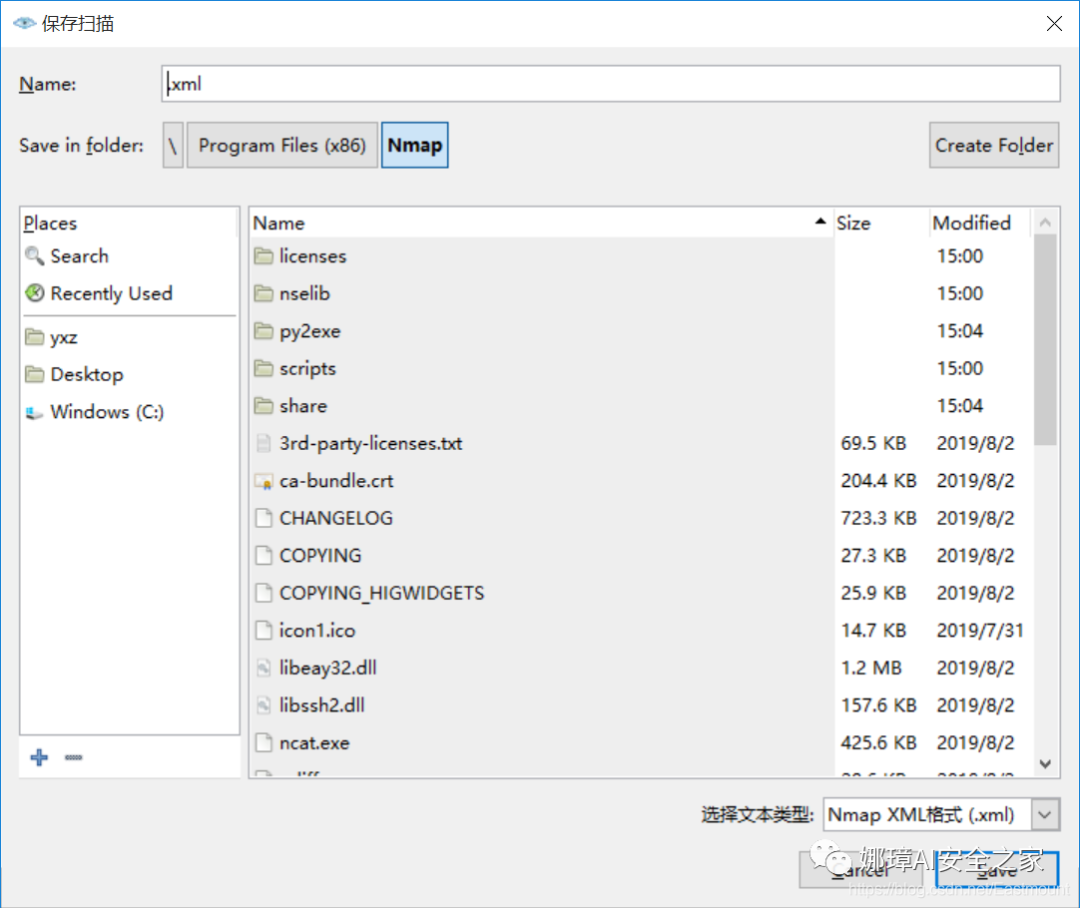 保存扫描
Name: .xml
Save in folder: \ Program Files (x86) Nmap Create Folder
Places
Search
Recently Used
yxz
Desktop
Windows (C:)
Name Size Modified
licenses 15:00
nselib 15:00
py2exe 15:04
scripts 15:00
share 15:04
3rd-party-licenses.txt 69.5 KB 2019/8/2
ca-bundle.crt 204.4 KB 2019/8/2
CHANGELOG 723.3 KB 2019/8/2
COPYING 27.3 KB 2019/8/2
COPYING_HIGWIDGETS 25.9 KB 2019/8/2
icon1.ico 14.7 KB 2019/7/31
libeay32.dll 1.2 MB 2019/8/2
libssh2.dll 157.6 KB 2019/8/2
ncat.exe 425.6 KB 2019/8/2
选择文本类型: Nmap XML格式 (.xml)
Cancel Save
娜璋AI安全之家
https://blog.csdn.net/Eastmount